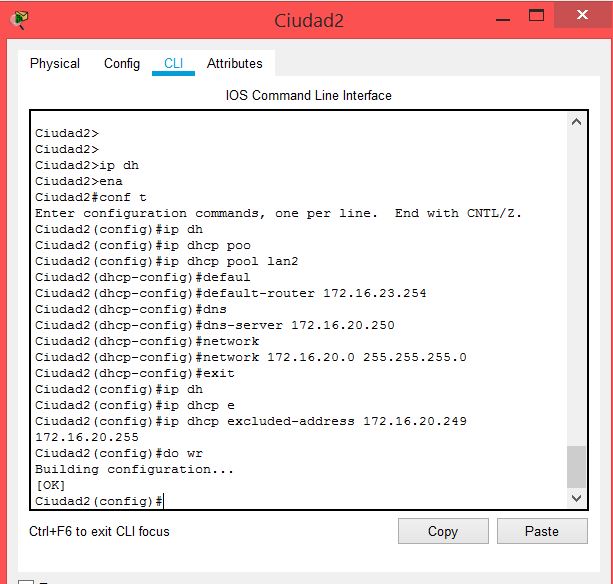 Ciudad2
Physical Config CLI Attributes
IOS Command Line Interface
Ciudad2>
Ciudad2>
Ciudad2>ip dh
Ciudad2>ena
Ciudad2#conf t
Enter configuration commands, one per line.  End with CNTL/Z.
Ciudad2(config)#ip dh
Ciudad2(config)#ip dhcp poo
Ciudad2(config)#ip dhcp pool lan2
Ciudad2(dhcp-config)#defaul
Ciudad2(dhcp-config)#default-router 172.16.23.254
Ciudad2(dhcp-config)#dns
Ciudad2(dhcp-config)#dns-server 172.16.20.250
Ciudad2(dhcp-config)#network
Ciudad2(dhcp-config)#network 172.16.20.0 255.255.255.0
Ciudad2(dhcp-config)#exit
Ciudad2(config)#ip dh
Ciudad2(config)#ip dhcp e
Ciudad2(config)#ip dhcp excluded-address 172.16.20.249
172.16.20.255
Ciudad2(config)#do wr
Building configuration...
[OK]
Ciudad2(config)#
Ctrl+F6 to exit CLI focus
Copy Paste